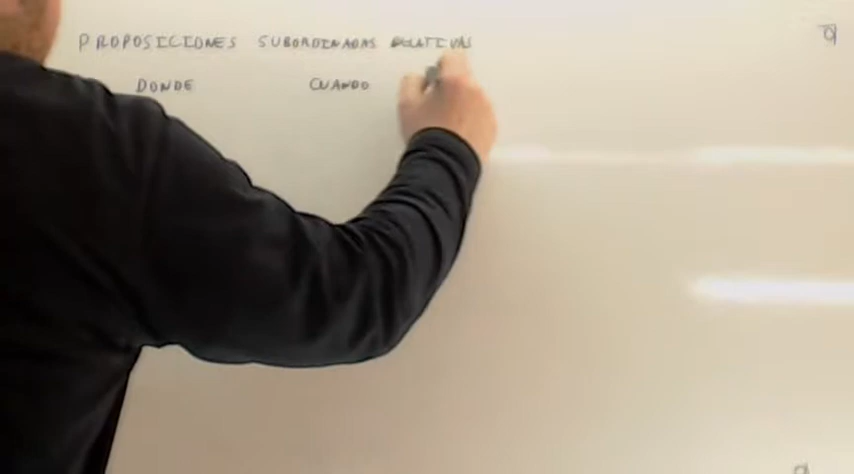 PROPOSICIONES SUBORDINADAS RELATIVAS
DONDE CUANDO